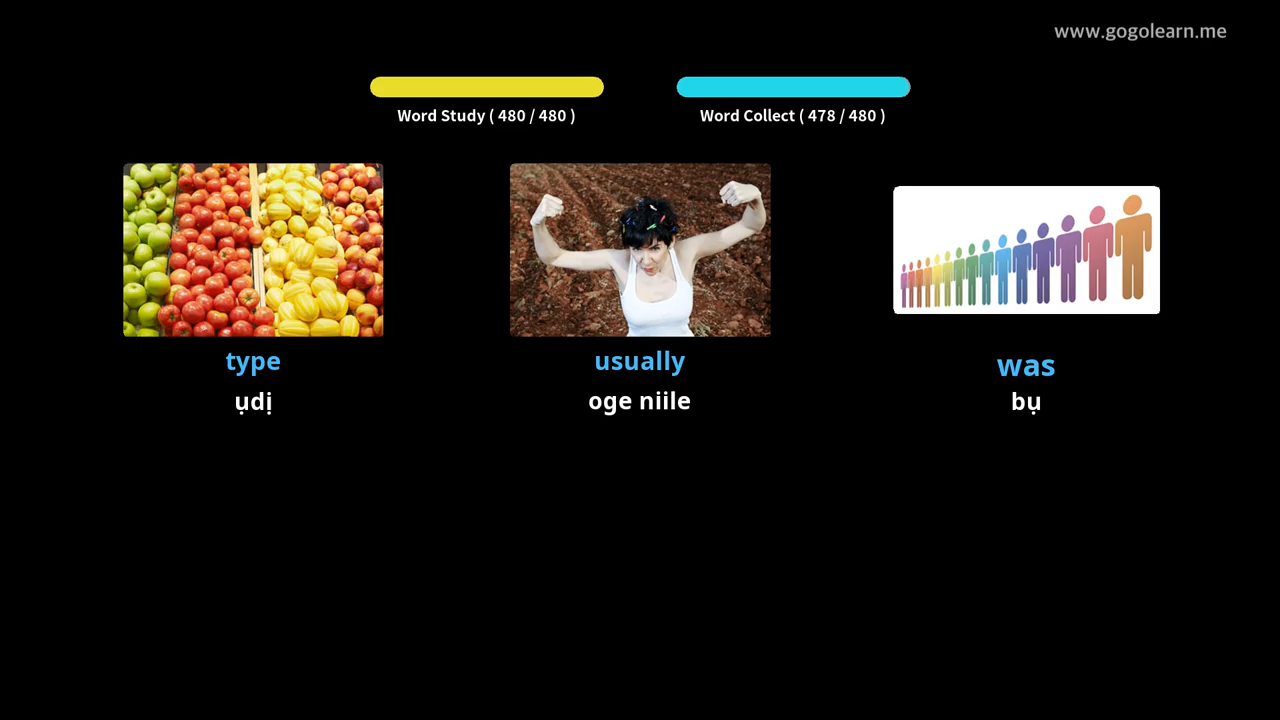 www.gogolearn.me
Word Study ( 480 / 480 )
Word Collect ( 478 / 480 )
type
usually
was
ụdị
oge niile
bụ